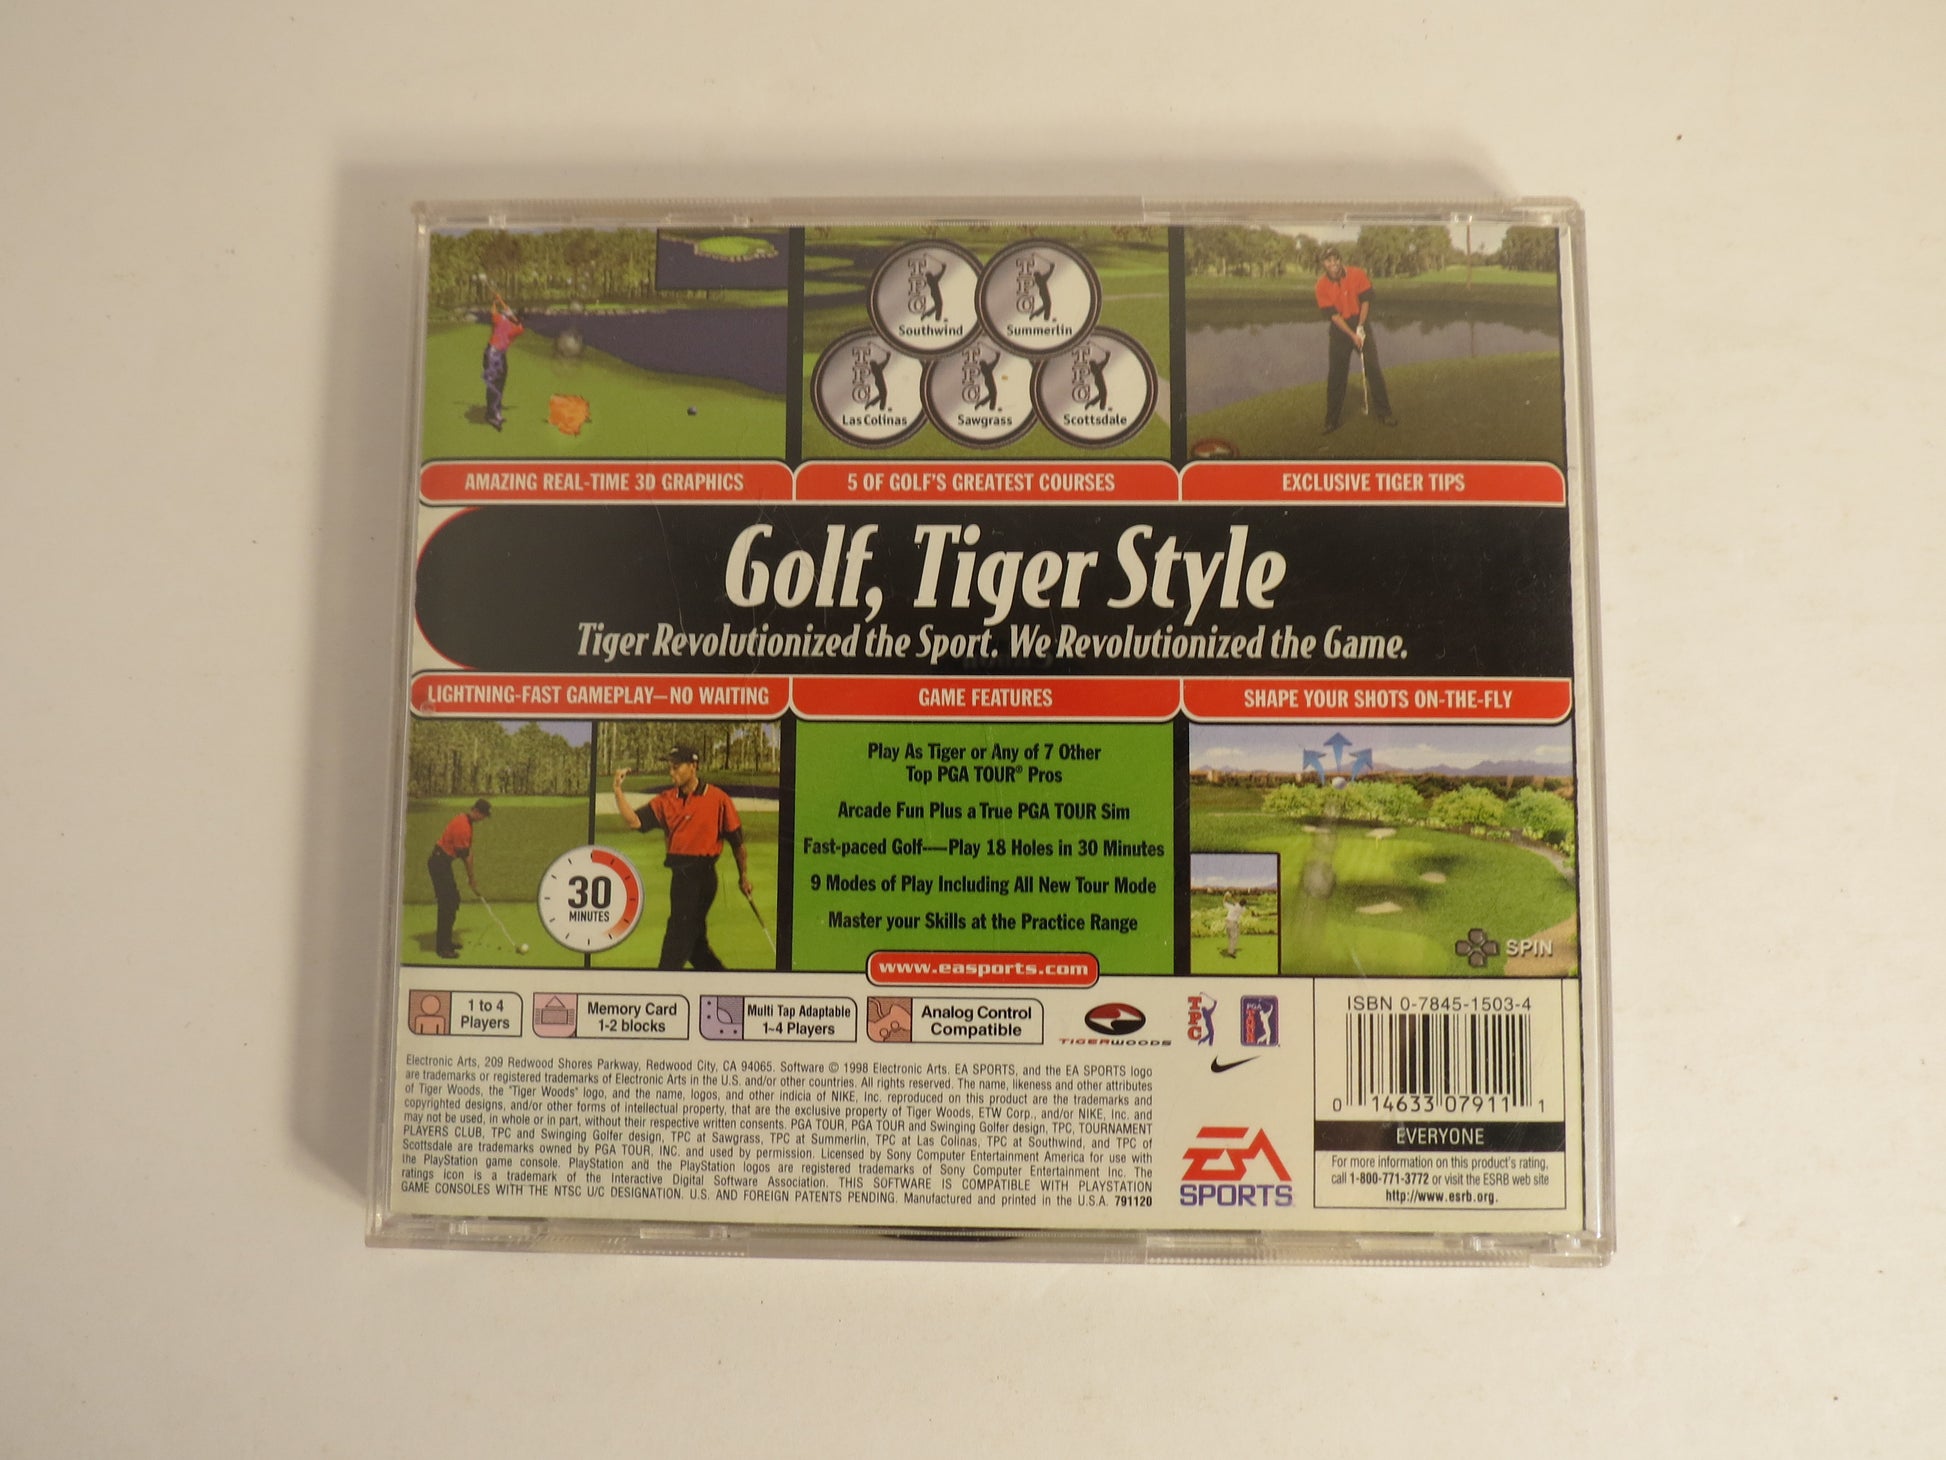 TPC
Southwind
TPC
Summerlin
TPC
Las Colinas
TPC
Sawgrass
TPC
Scottsdale
AMAZING REAL-TIME 3D GRAPHICS
5 OF GOLF'S GREATEST COURSES
EXCLUSIVE TIGER TIPS
Golf, Tiger Style
Tiger Revolutionized the Sport. We Revolutionized the Game.
LIGHTNING-FAST GAMEPLAY—NO WAITING
GAME FEATURES
SHAPE YOUR SHOTS ON-THE-FLY
30
MINUTES
Play As Tiger or Any of 7 Other
Top PGA TOUR® Pros
Arcade Fun Plus a True PGA TOUR Sim
Fast-paced Golf—Play 18 Holes in 30 Minutes
9 Modes of Play Including All New Tour Mode
Master your Skills at the Practice Range
SPIN
www.easports.com
1 to 4
Players
Memory Card
1-2 blocks
Multi Tap Adaptable
1-4 Players
Analog Control
Compatible
TIGERWOODS
TPC
PGA TOUR
ISBN 0-7845-1503-4
0 14633 07911 1
EVERYONE
For more information on this product's rating,
call 1-800-771-3772 or visit the ESRB web site
http://www.esrb.org.
EA
SPORTS
Electronic Arts, 209 Redwood Shores Parkway, Redwood City, CA 94065. Software © 1998 Electronic Arts. EA SPORTS, and the EA SPORTS logo
are trademarks or registered trademarks of Electronic Arts in the U.S. and/or other countries. All rights reserved. The name, likeness and other attributes
of Tiger Woods, the "Tiger Woods" logo, and the name, logos, and other indicia of NIKE, Inc. reproduced on this product are the trademarks and
copyrighted designs, and/or other forms of intellectual property, that are the exclusive property of Tiger Woods, ETW Corp., and/or NIKE, Inc. and
may not be used, in whole or in part, without their respective written consents. PGA TOUR, PGA TOUR and Swinging Golfer design, TPC, TOURNAMENT
PLAYERS CLUB, TPC and Swinging Golfer design, TPC at Sawgrass, TPC at Summerlin, TPC at Las Colinas, TPC at Southwind, and TPC of
Scottsdale are trademarks owned by PGA TOUR, INC. and used by permission. Licensed by Sony Computer Entertainment America for use with
the PlayStation game console. PlayStation and the PlayStation logos are registered trademarks of Sony Computer Entertainment Inc. The
ratings icon is a trademark of the Interactive Digital Software Association. THIS SOFTWARE IS COMPATIBLE WITH PLAYSTATION
GAME CONSOLES WITH THE NTSC U/C DESIGNATION. U.S. AND FOREIGN PATENTS PENDING. Manufactured and printed in the U.S.A. 791120